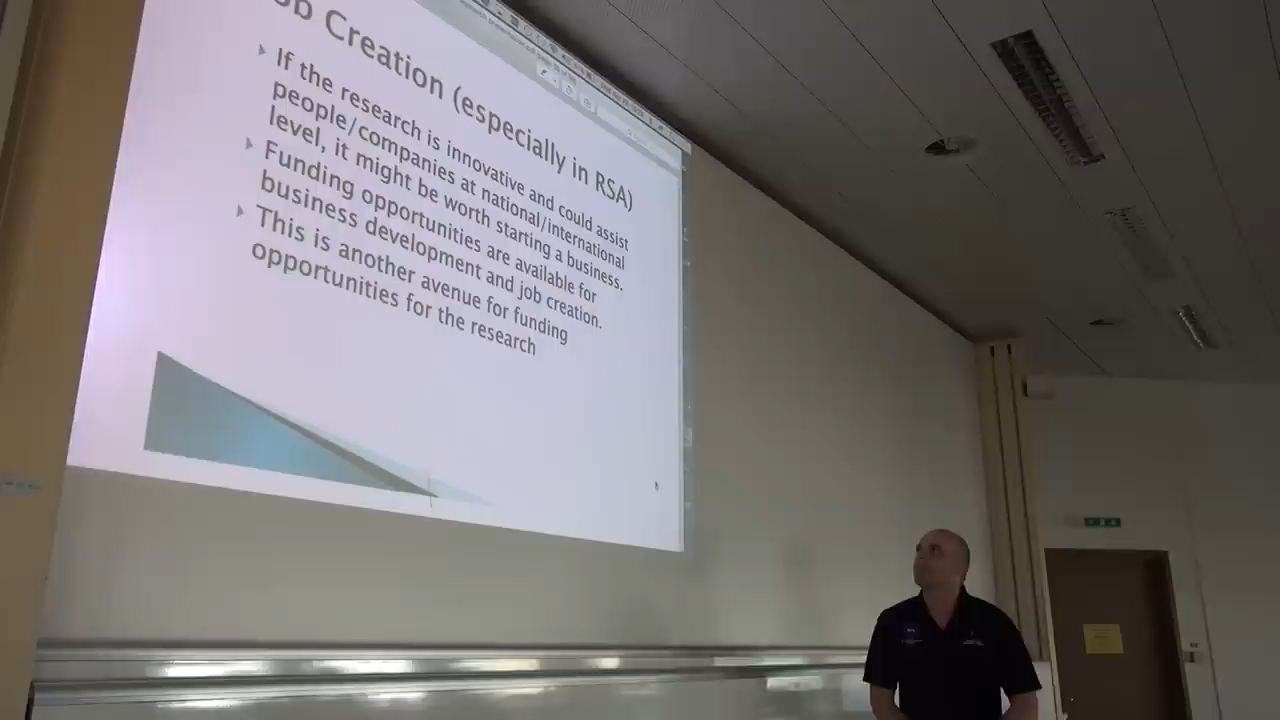 Creation (especially in RSA)
If the research is innovative and could assist
people/companies at national/international
level, it might be worth starting a business.
Funding opportunities are available for
business development and job creation.
This is another avenue for funding
opportunities for the research